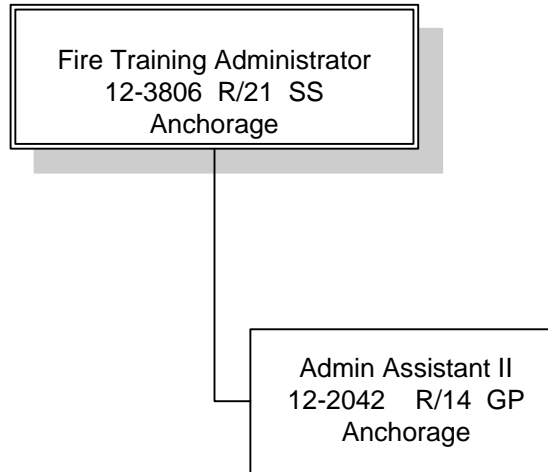 Fire Training Administrator
12-3806 R/21 SS
Anchorage
Admin Assistant II
12-2042 R/14 GP
Anchorage